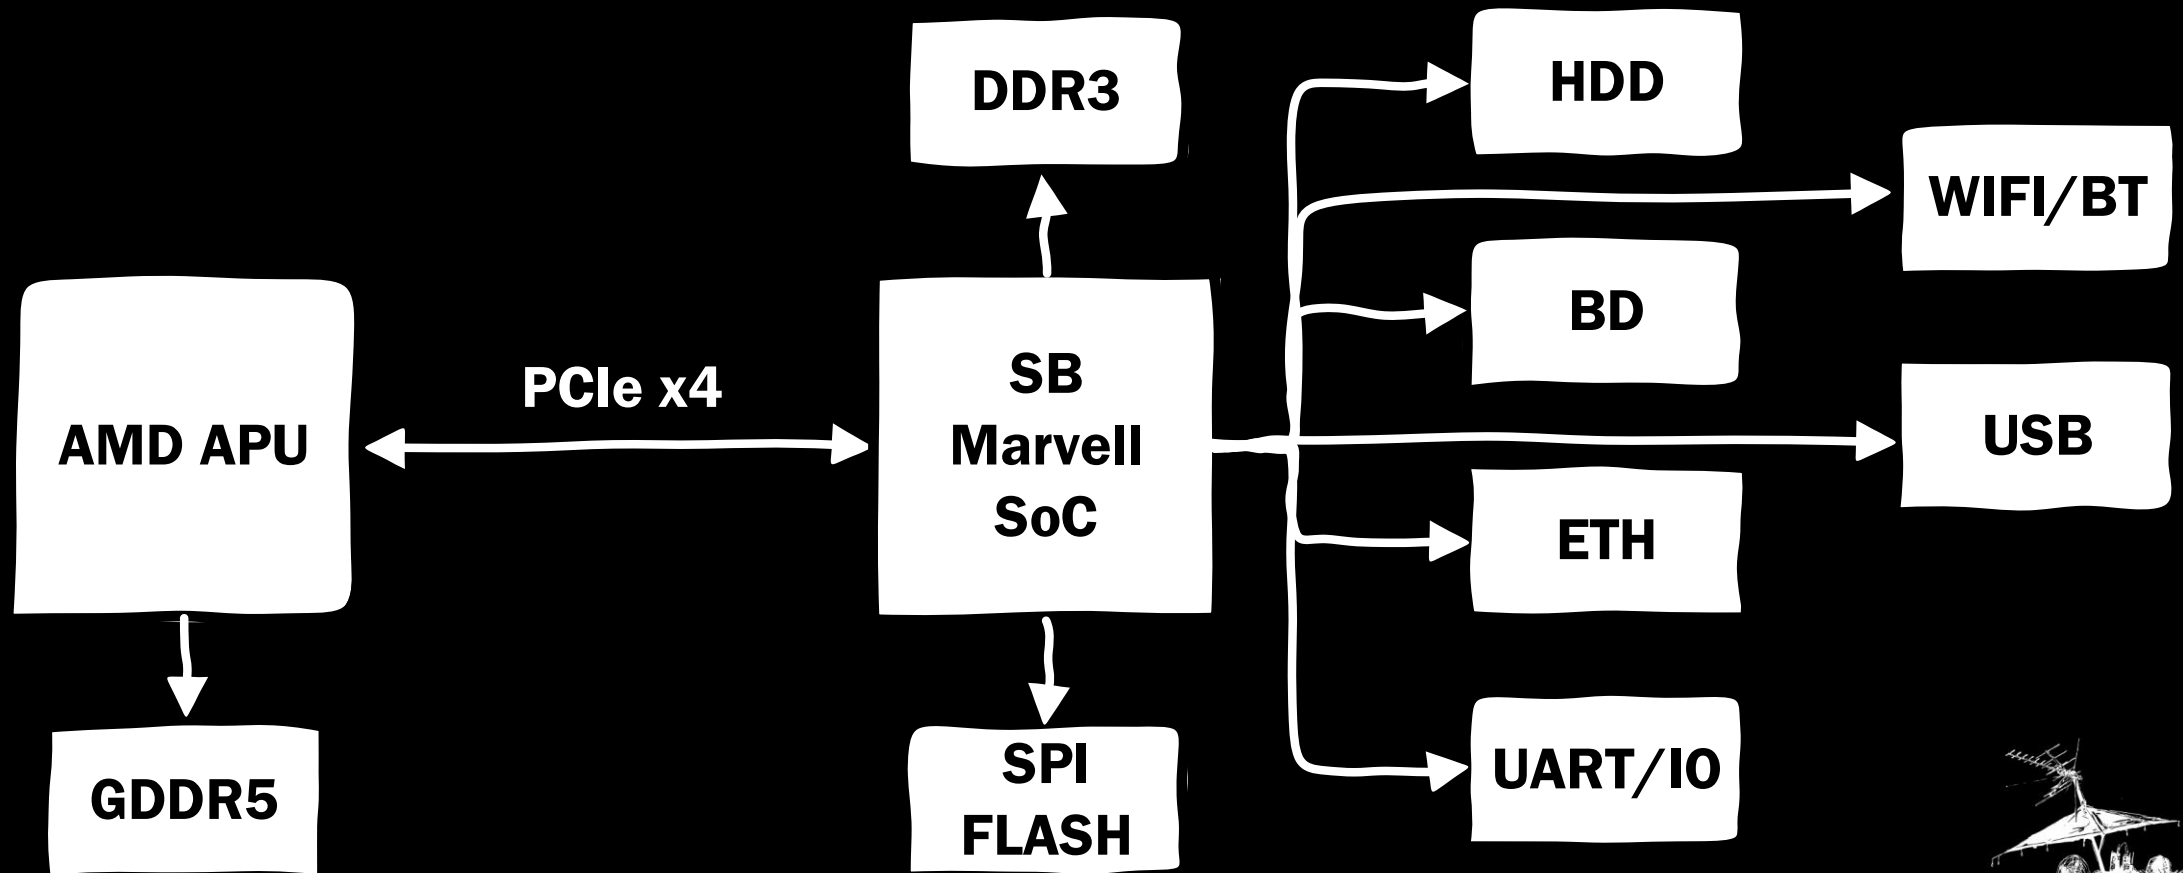 DDR3
HDD
WIFI/BT
BD
AMD APU
PCIe x4
SB
Marvell
SoC
USB
ETH
GDDR5
SPI
FLASH
UART/IO